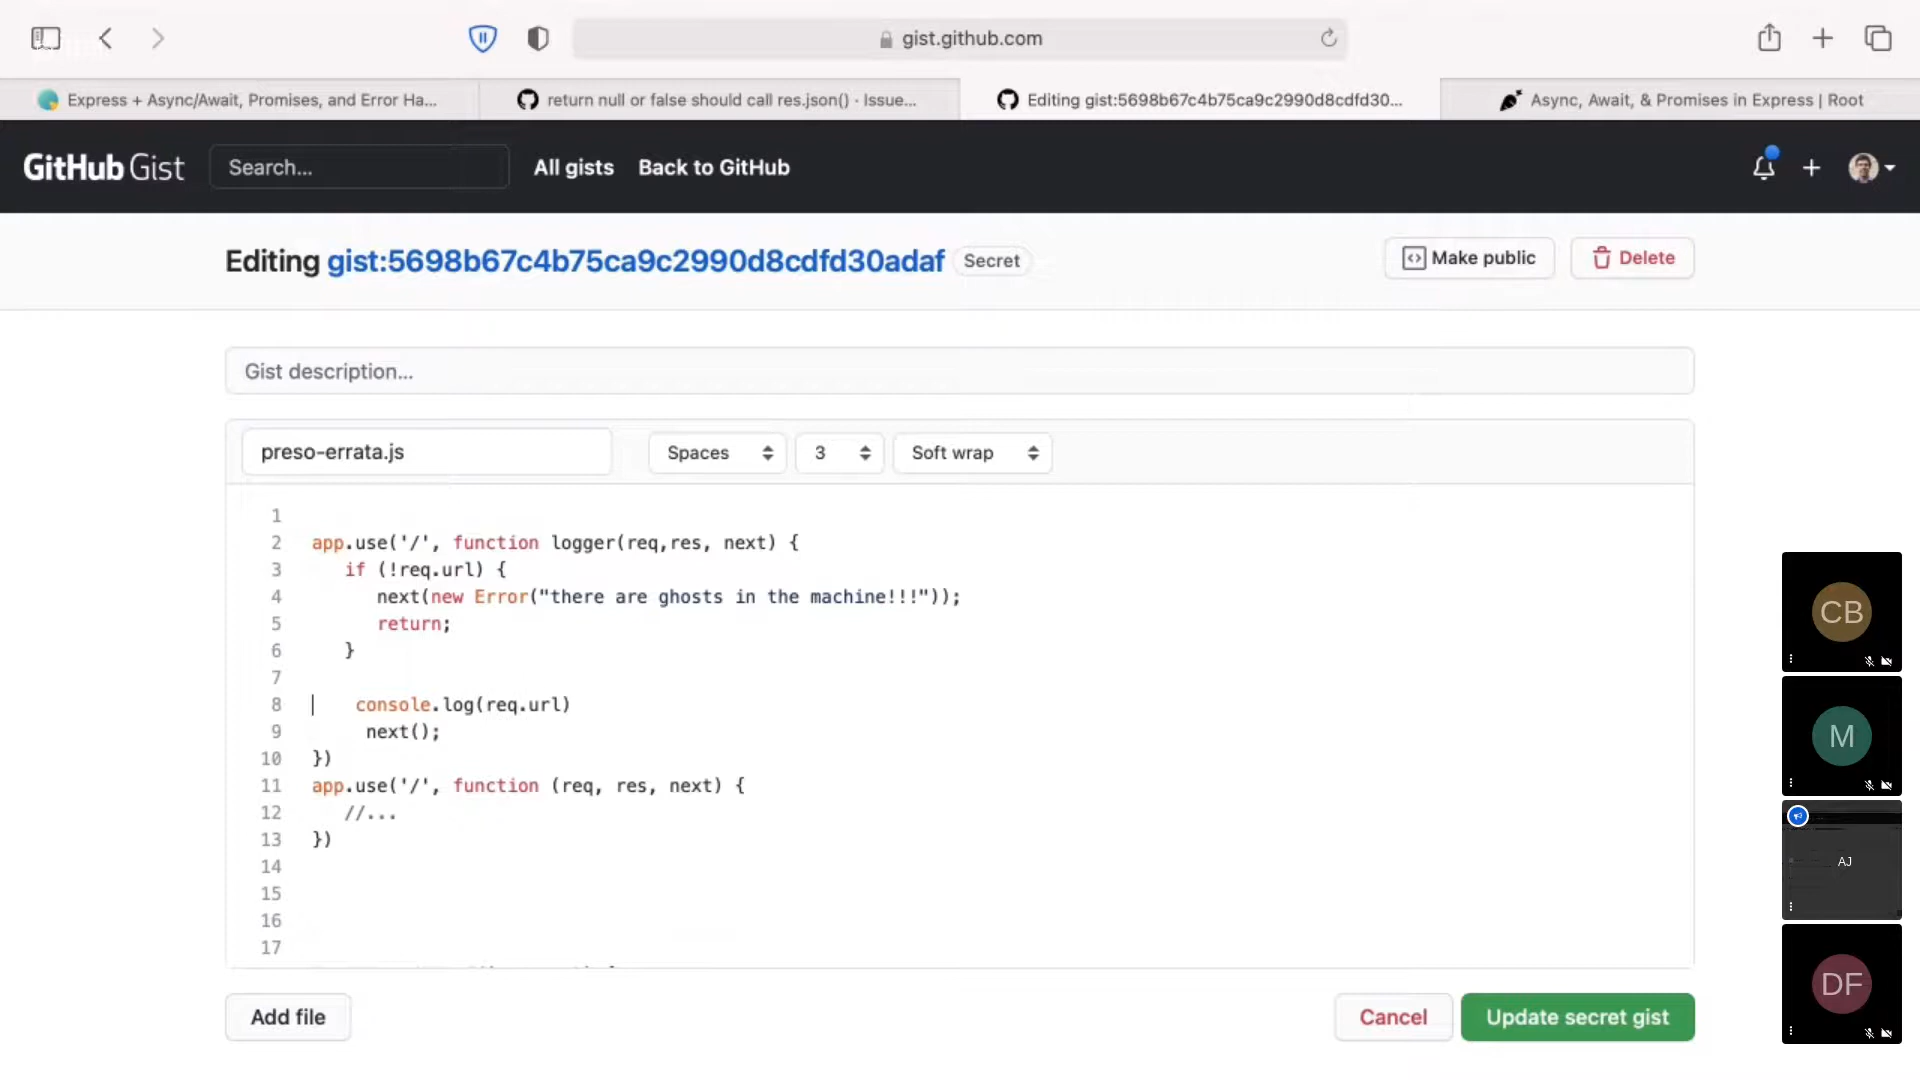 gist.github.com
Express + Async/Await, Promises, and Error Ha...
return null or false should call res.json() · Issue...
Editing gist:5698b67c4b75ca9c2990d8cdfd30...
Async, Await, & Promises in Express | Root
GitHub Gist
Search...
All gists
Back to GitHub
Editing gist:5698b67c4b75ca9c2990d8cdfd30adaf
Secret
Make public
Delete
Gist description...
preso-errata.js
Spaces
3
Soft wrap
1
2 app.use('/', function logger(req,res, next) {
3 if (!req.url) {
4 next(new Error("there are ghosts in the machine!!!"));
5 return;
6 }
7
8 console.log(req.url)
9 next();
10 })
11 app.use('/', function (req, res, next) {
12 //...
13 })
14
15
16
17
Add file
Cancel
Update secret gist
CB
M
AJ
DF